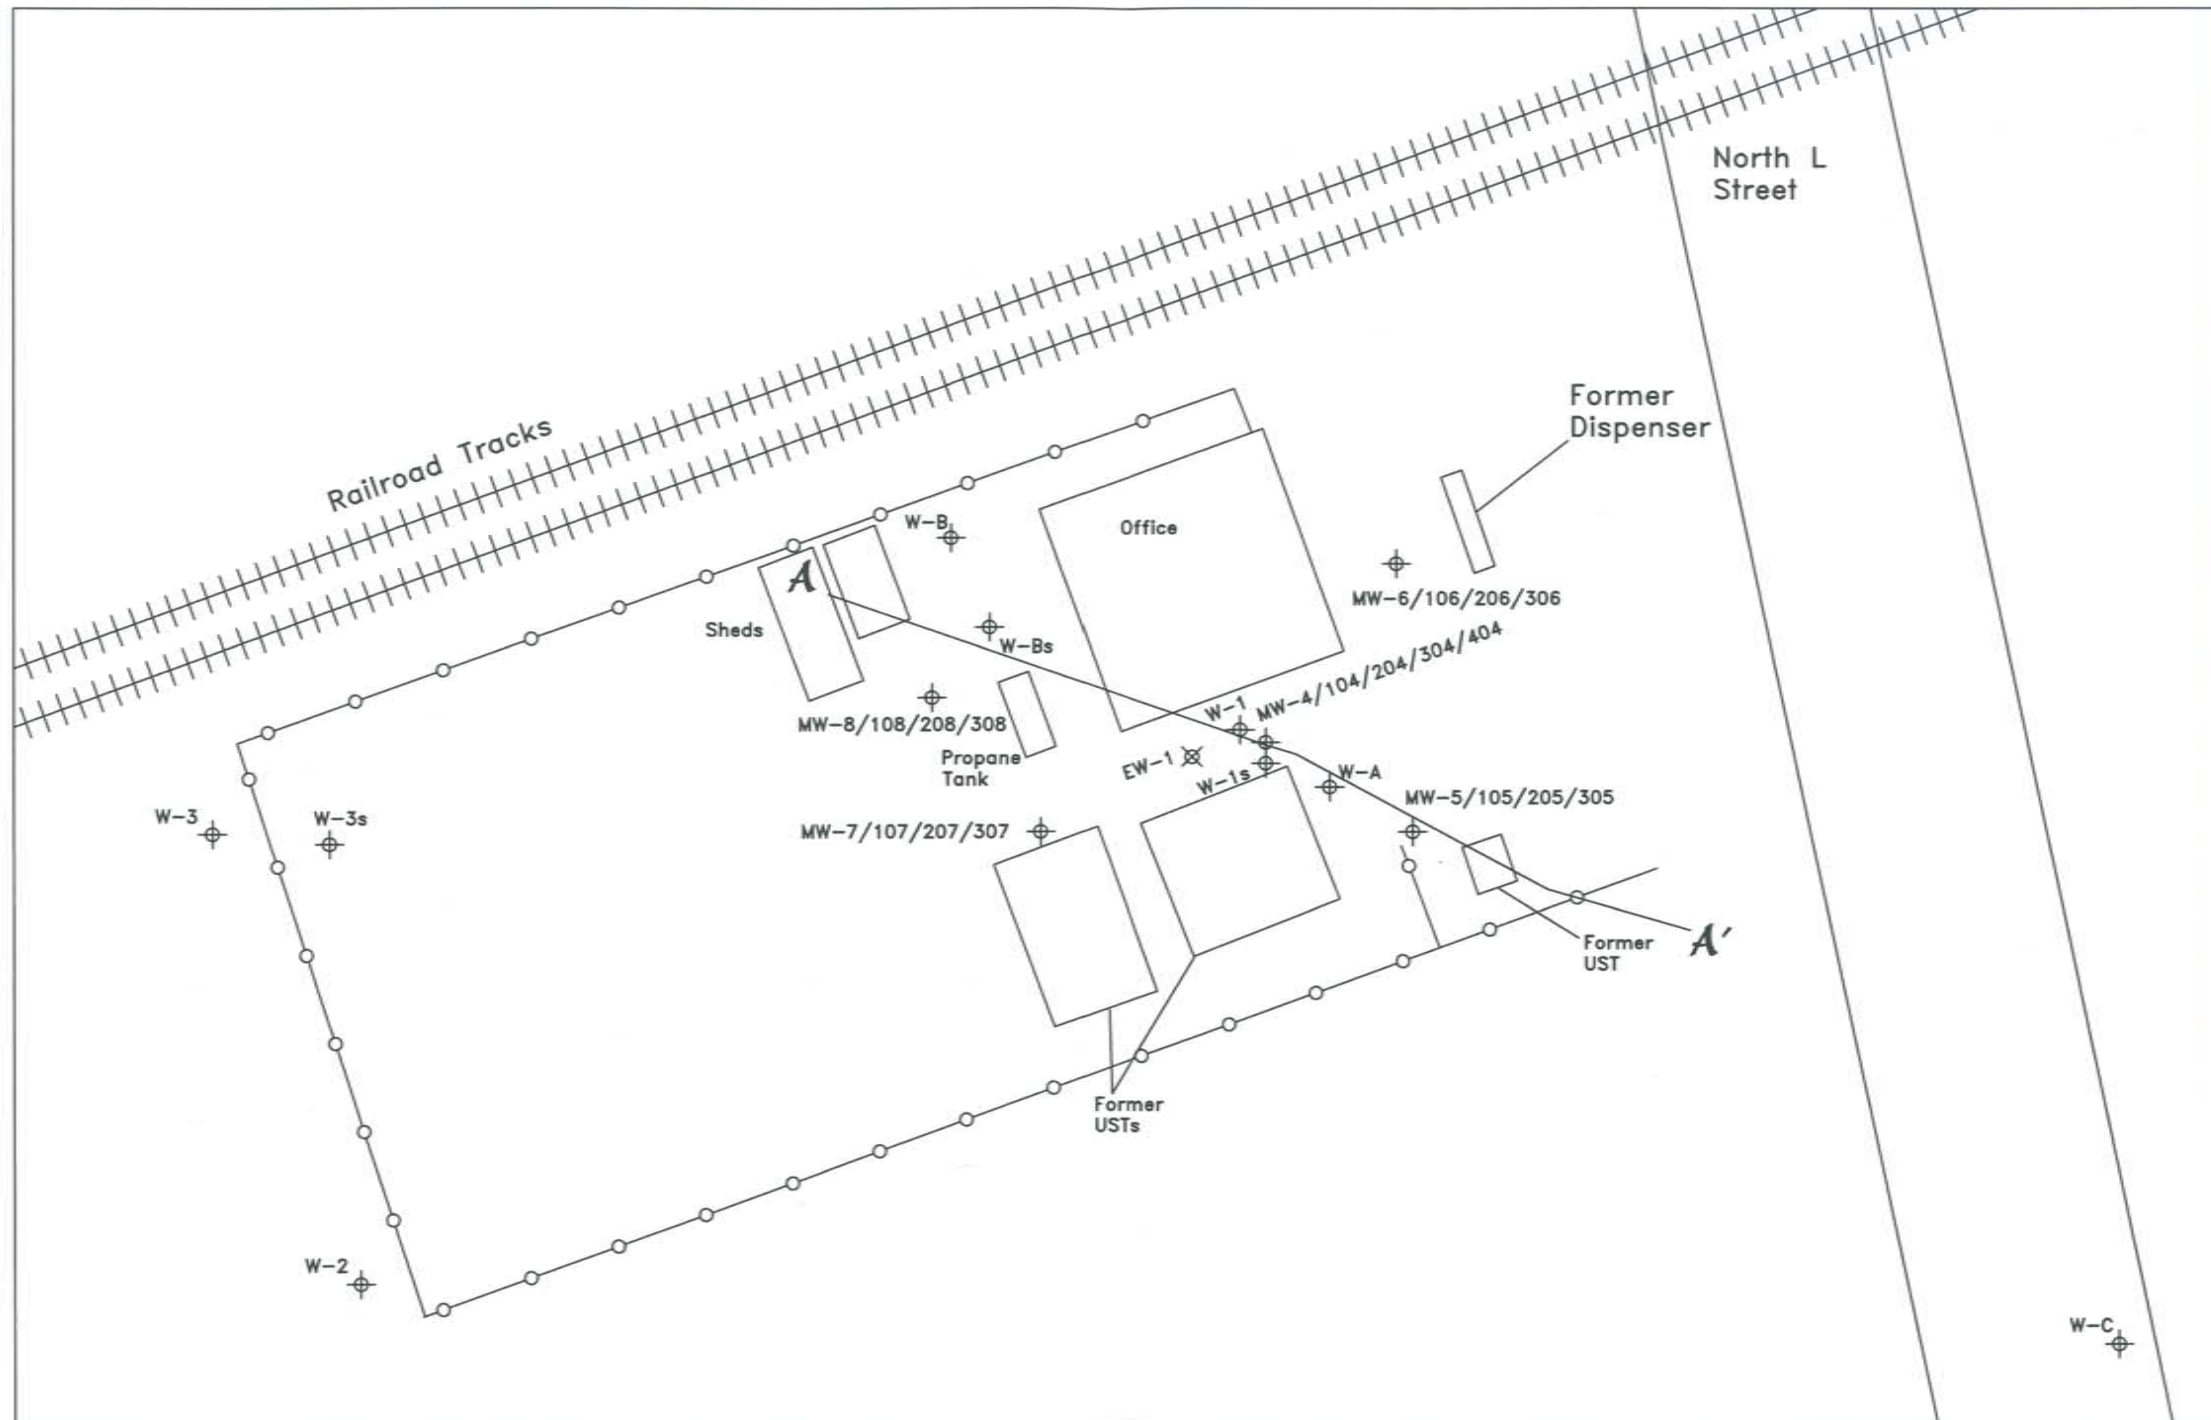 North L
Street
Former
Dispenser
Railroad Tracks
W-B
Office
A
MW-6/106/206/306
Sheds
W-Bs
MW-4/104/204/304/404
W-1
MW-8/108/208/308
Propane
Tank
EW-1
W-1s
W-A
MW-5/105/205/305
W-3
W-3s
MW-7/107/207/307
Former
UST
A'
Former
USTs
W-2
W-C